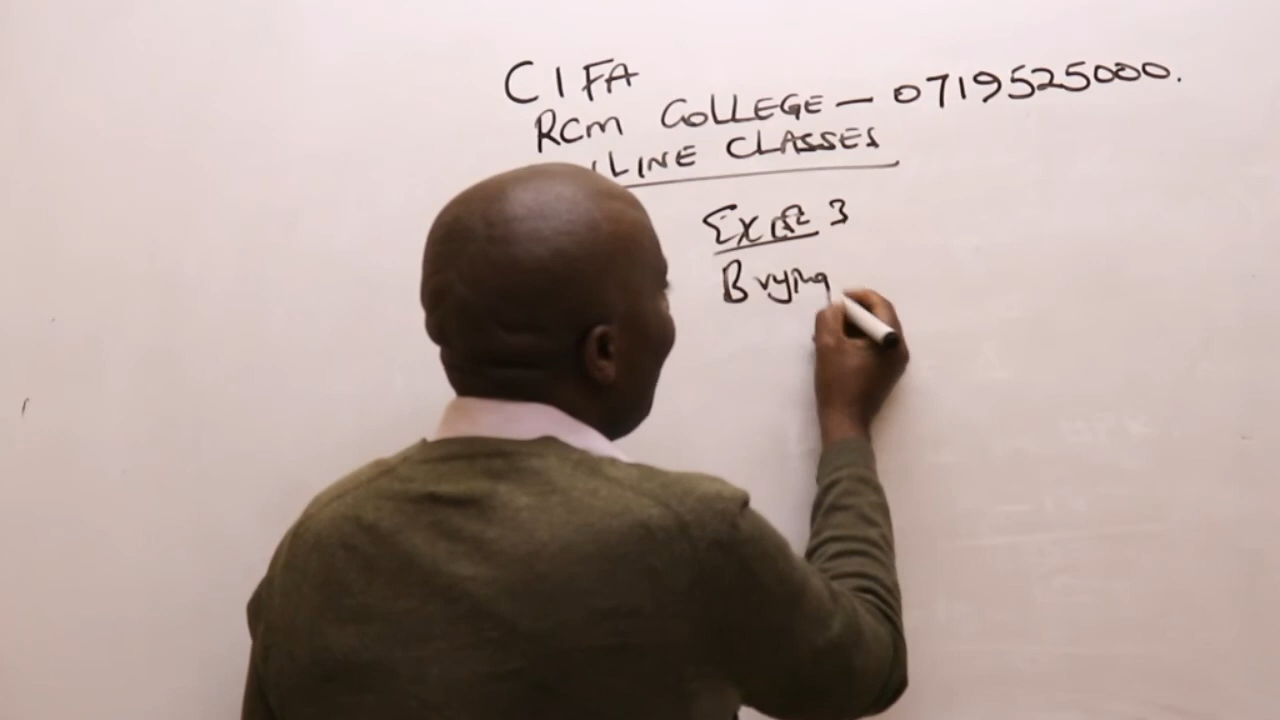 CIFA
RCM COLLEGE – 0719525000.
LINE CLASSES
3
Buying